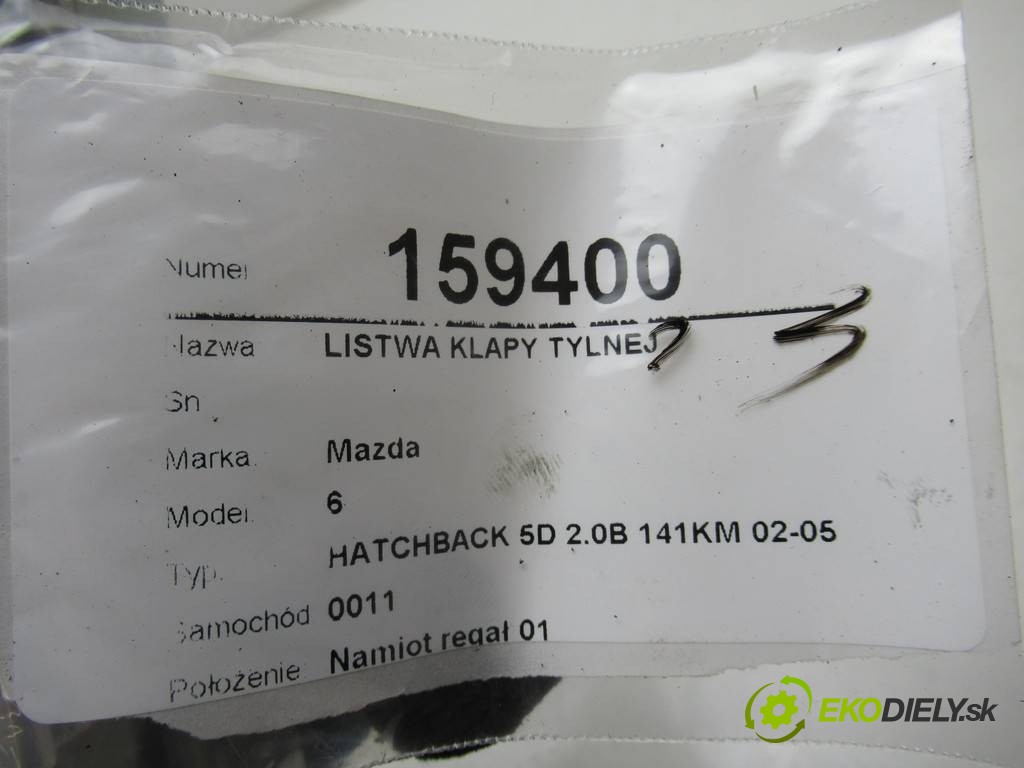 Numer 159400
Nazwa LISTWA KLAPY TYLNEJ
Sn
Marka Mazda
Model 6
Typ. HATCHBACK 5D 2.0B 141KM 02-05
Samochód 0011
Położenie Namiot regał 01
EKODIELY.sk